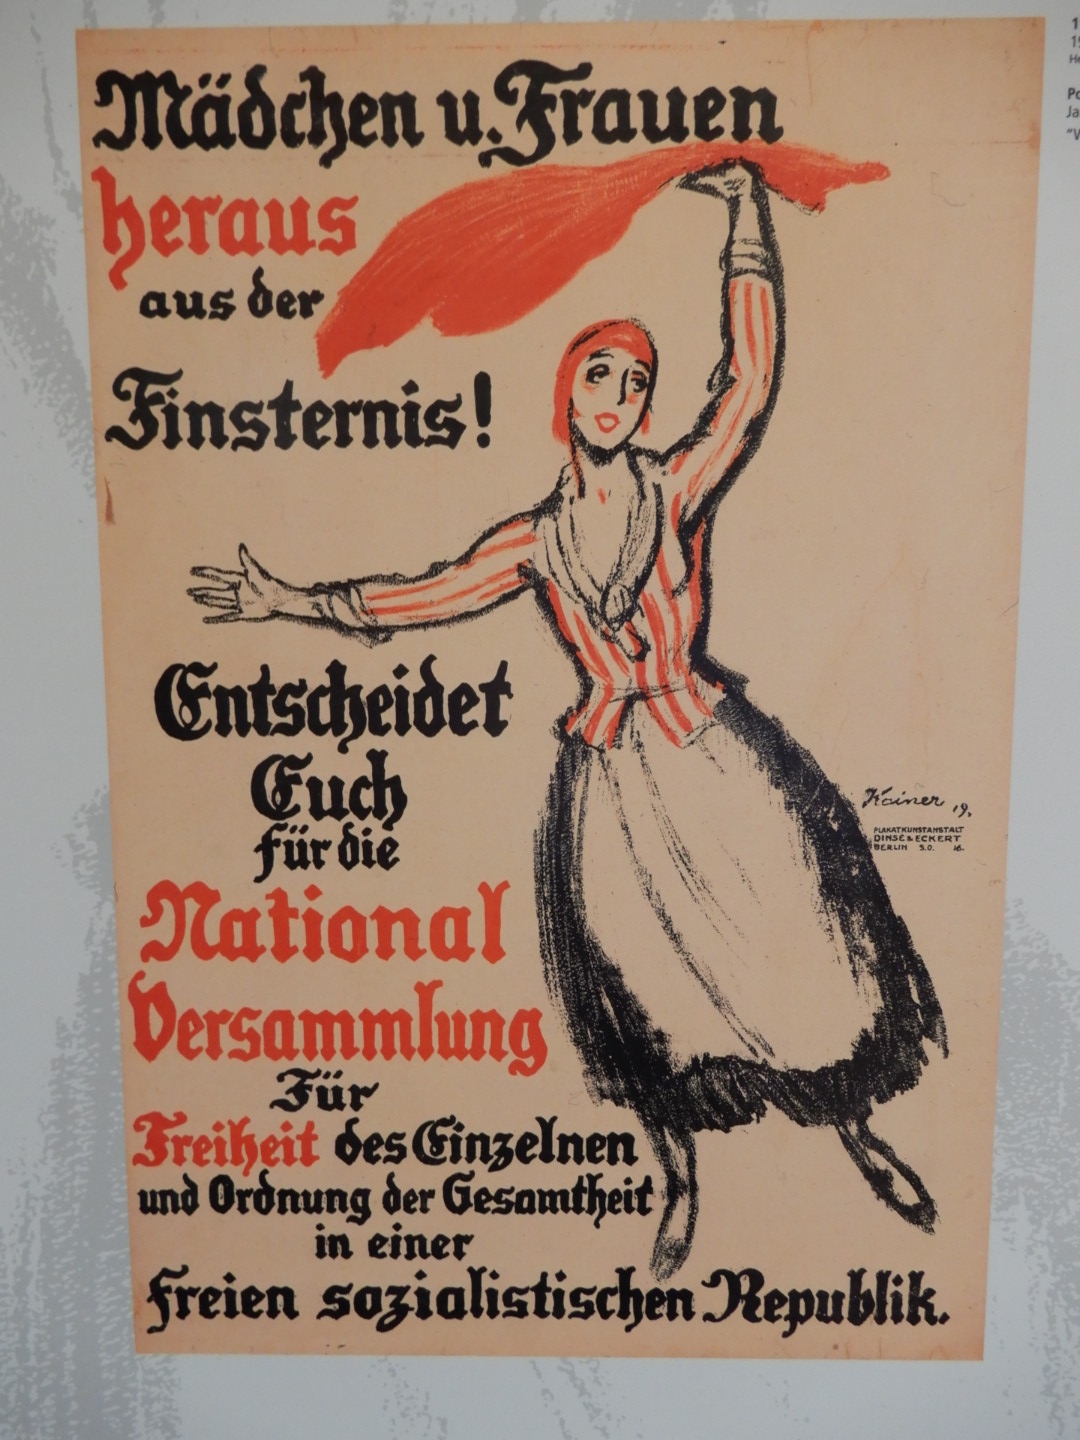 Mädchen u. Frauen
heraus
aus der
Finsternis!
Entscheidet
Euch
für die
National
Versammlung
Für
Freiheit des Einzelnen
und Ordnung der Gesamtheit
in einer
freien sozialistischen Republik.
Kainer 19.
PLAKATKUNSTANSTALT
DINSE & ECKERT
BERLIN S.O. 16.